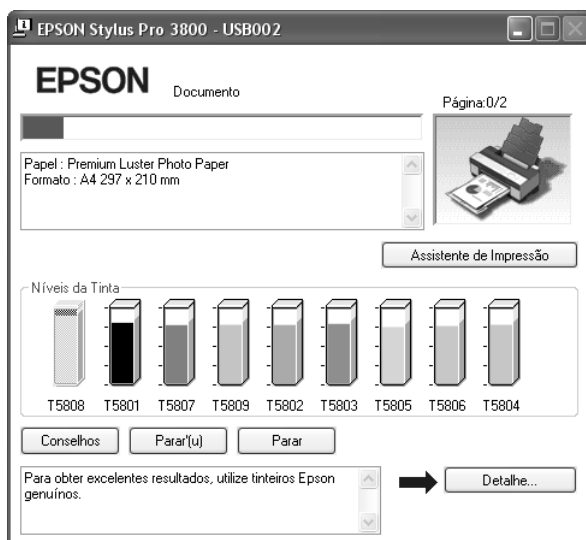 EPSON Stylus Pro 3800 - USB002
EPSON
Documento
Página:0/2
Papel : Premium Luster Photo Paper
Formato : A4 297 x 210 mm
Assistente de Impressão
Níveis da Tinta
T5808 T5801 T5807 T5809 T5802 T5803 T5805 T5806 T5804
Conselhos Parar'(u) Parar
Para obter excelentes resultados, utilize tinteiros Epson
genuínos.
Detalhe...